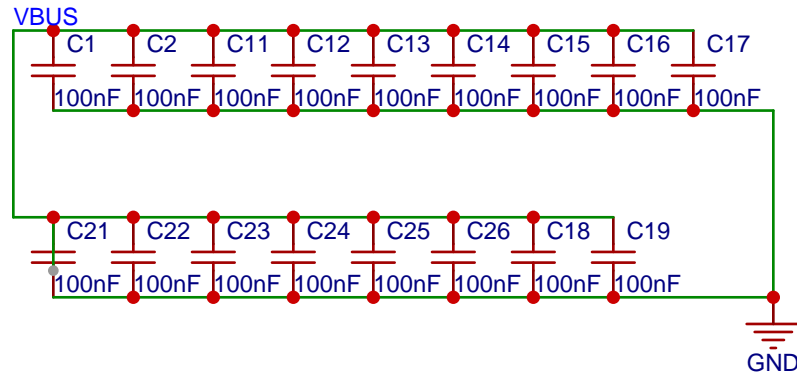 VBUS
C1 C2 C11 C12 C13 C14 C15 C16 C17
100nF 100nF 100nF 100nF 100nF 100nF 100nF 100nF 100nF
C21 C22 C23 C24 C25 C26 C18 C19
100nF 100nF 100nF 100nF 100nF 100nF 100nF 100nF
GND